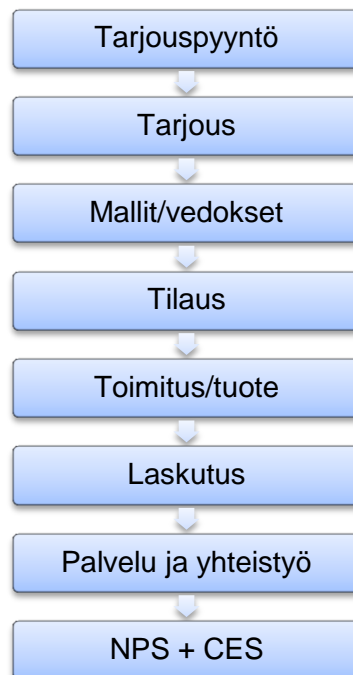 Tarjouspyyntö
Tarjous
Mallit/vedokset
Tilaus
Toimitus/tuote
Laskutus
Palvelu ja yhteistyö
NPS + CES